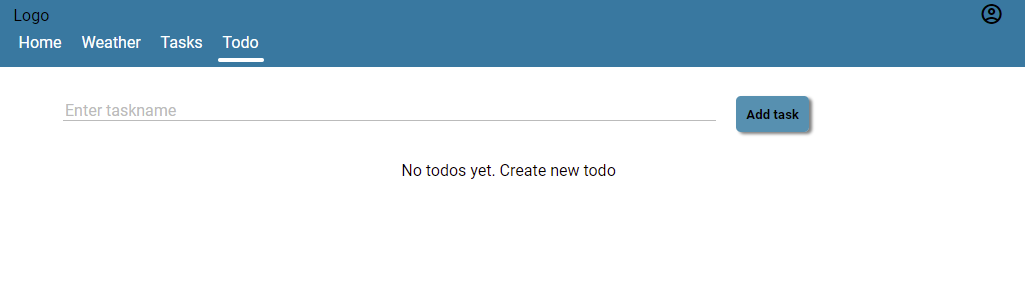 Logo
Home Weather Tasks Todo
Enter taskname
Add task
No todos yet. Create new todo